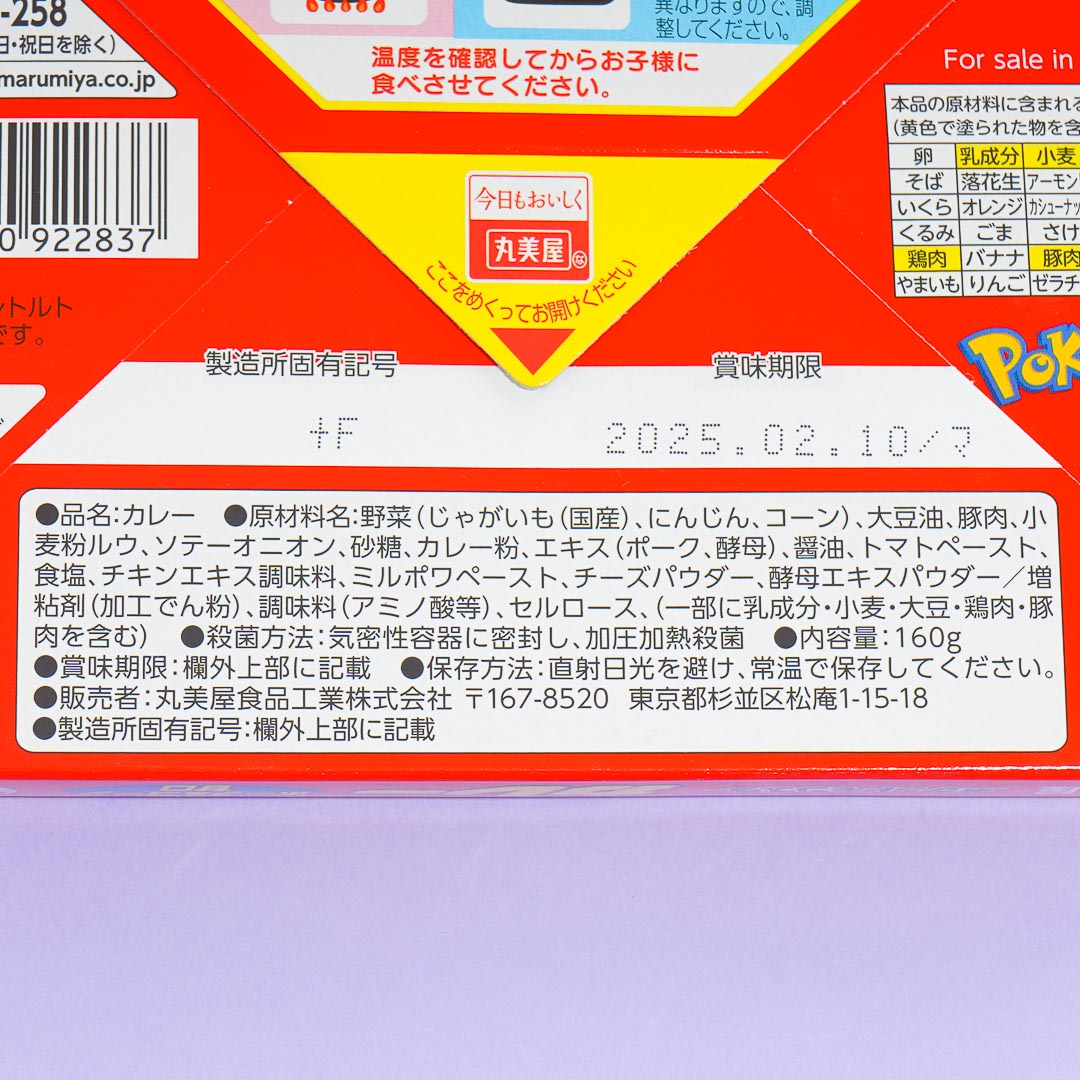 -258
日・祝日を除く)
marumiya.co.jp
0 922837
異なりますので、調
整してください。
温度を確認してからお子様に
食べさせてください。
For sale in
本品の原材料に含まれる
(黄色で塗られた物を含
卵 乳成分 小麦
そば 落花生 アーモン
いくら オレンジ カシューナッ
くるみ ごま さけ
鶏肉 バナナ 豚肉
やまいも りんご ゼラチ
今日もおいしく
丸美屋
な
ここをめくってお開けください
トルト
です。
POK
製造所固有記号
賞味期限
+F
2025.02.10/マ
●品名:カレー ●原材料名:野菜(じゃがいも(国産)、にんじん、コーン)、大豆油、豚肉、小
麦粉ルウ、ソテーオニオン、砂糖、カレー粉、エキス(ポーク、酵母)、醤油、トマトペースト、
食塩、チキンエキス調味料、ミルポワペースト、チーズパウダー、酵母エキスパウダー/増
粘剤(加工でん粉)、調味料(アミノ酸等)、セルロース、(一部に乳成分・小麦・大豆・鶏肉・豚
肉を含む) ●殺菌方法:気密性容器に密封し、加圧加熱殺菌 ●内容量:160g
●賞味期限:欄外上部に記載 ●保存方法:直射日光を避け、常温で保存してください。
●販売者:丸美屋食品工業株式会社 〒167-8520 東京都杉並区松庵1-15-18
●製造所固有記号:欄外上部に記載